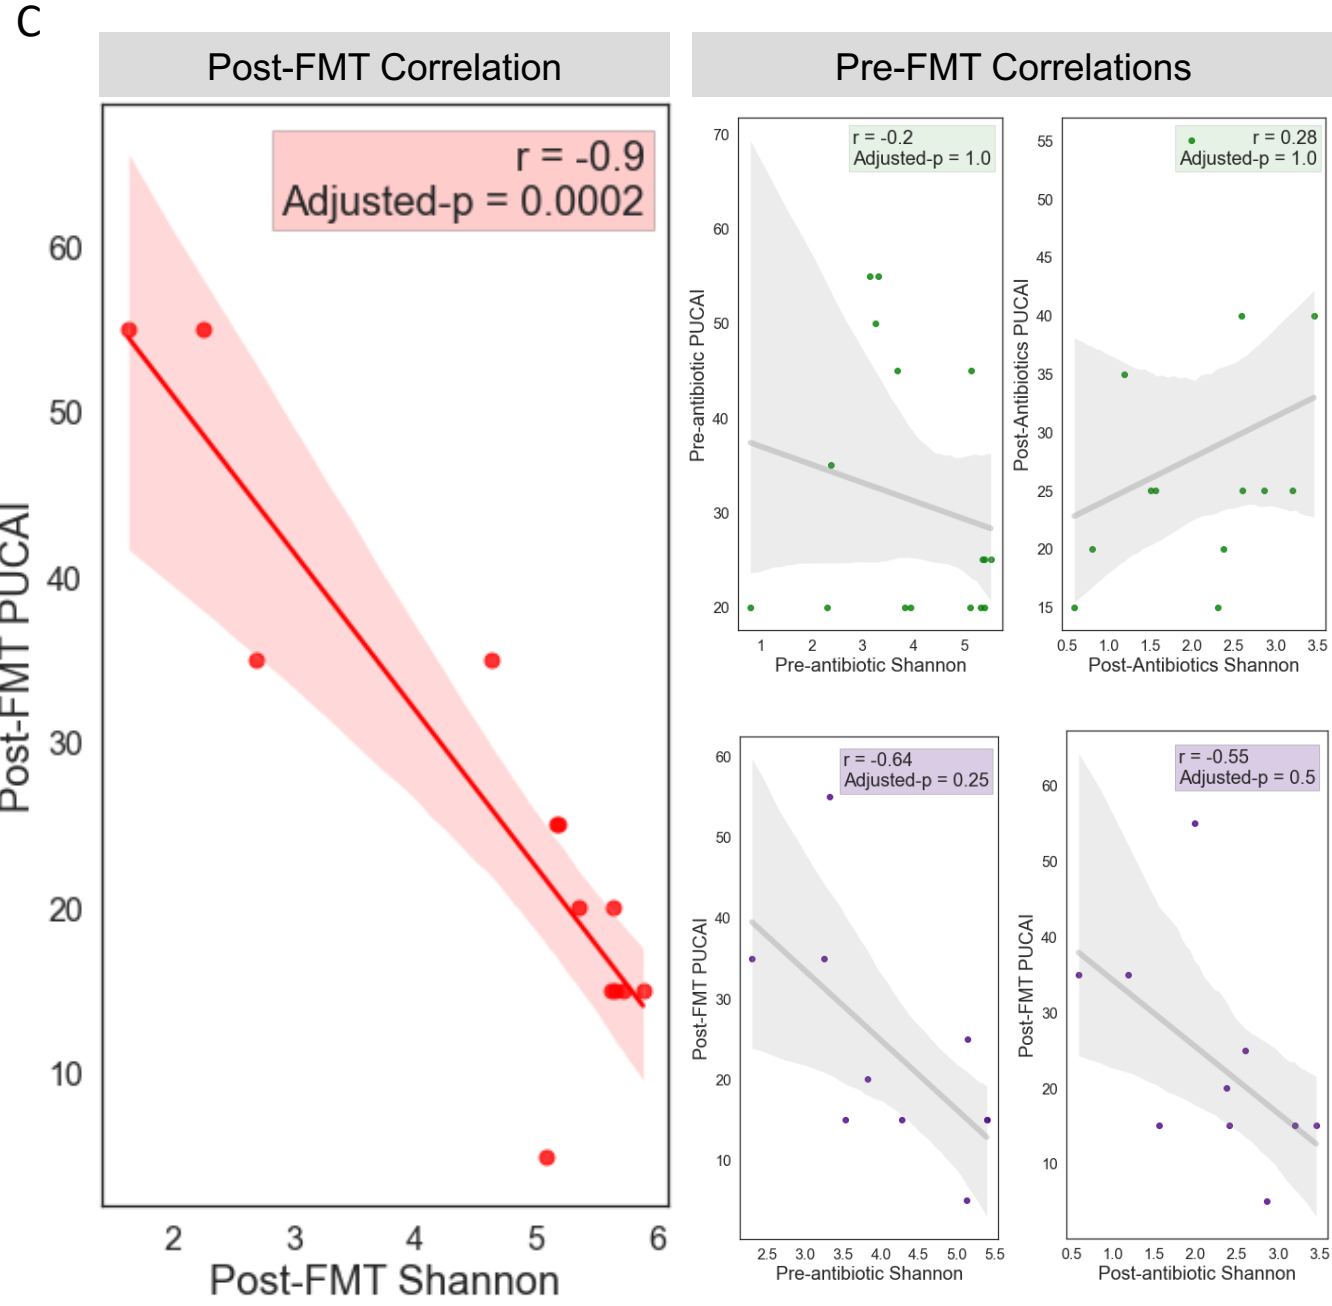 C
Post-FMT Correlation
Pre-FMT Correlations
r = -0.9
Adjusted-p = 0.0002
60
50
40
30
20
10
Post-FMT PUCAI
2 3 4 5 6
Post-FMT Shannon
r = -0.2
Adjusted-p = 1.0
70
60
50
40
30
20
Pre-antibiotic PUCAI
1 2 3 4 5
Pre-antibiotic Shannon
r = 0.28
Adjusted-p = 1.0
55
50
45
40
35
30
25
20
15
Post-Antibiotics PUCAI
0.5 1.0 1.5 2.0 2.5 3.0 3.5
Post-Antibiotics Shannon
r = -0.64
Adjusted-p = 0.25
60
50
40
30
20
10
Post-FMT PUCAI
2.5 3.0 3.5 4.0 4.5 5.0 5.5
Pre-antibiotic Shannon
r = -0.55
Adjusted-p = 0.5
60
50
40
30
20
10
Post-FMT PUCAI
0.5 1.0 1.5 2.0 2.5 3.0 3.5
Post-antibiotic Shannon